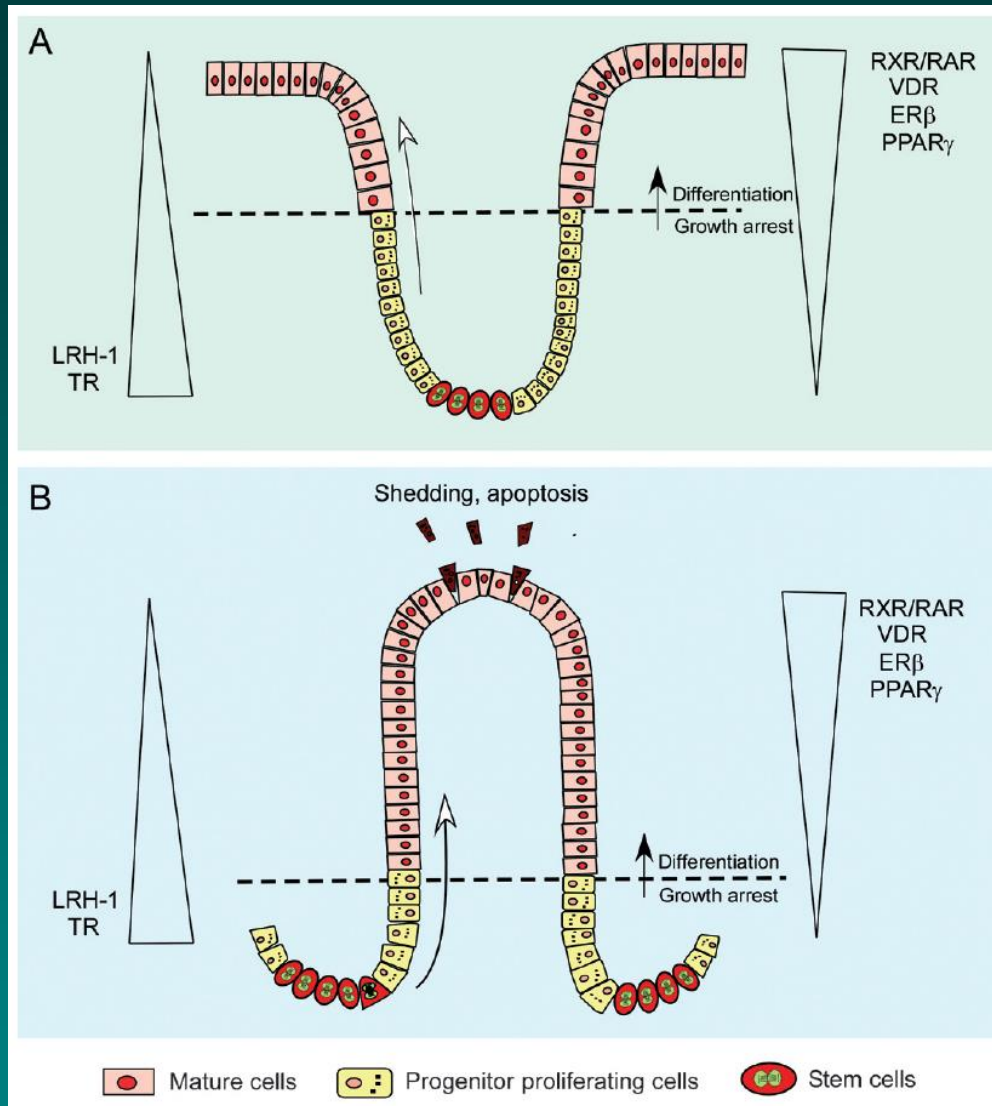 A
RXR/RAR
VDR
ERβ
PPARγ
Differentiation
Growth arrest
LRH-1
TR
B
Shedding, apoptosis
RXR/RAR
VDR
ERβ
PPARγ
Differentiation
Growth arrest
LRH-1
TR
Mature cells
Progenitor proliferating cells
Stem cells